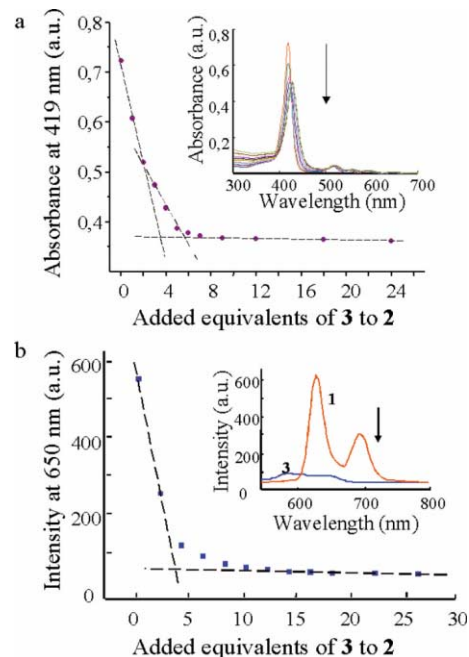 a
Absorbance at 419 nm (a.u.)
0,8
0,7
0,6
0,5
0,4
0 4 8 12 16 20 24
Added equivalents of 3 to 2
Absorbance (a.u.)
0,8
0,6
0,4
0,2
300 400 500 600 700
Wavelength (nm)
b
Intensity at 650 nm (a.u.)
600
400
200
100
0
0 5 10 15 20 25 30
Added equivalents of 3 to 2
Intensity (a.u.)
600
400
200
0
1
3
600 700 800
Wavelength (nm)